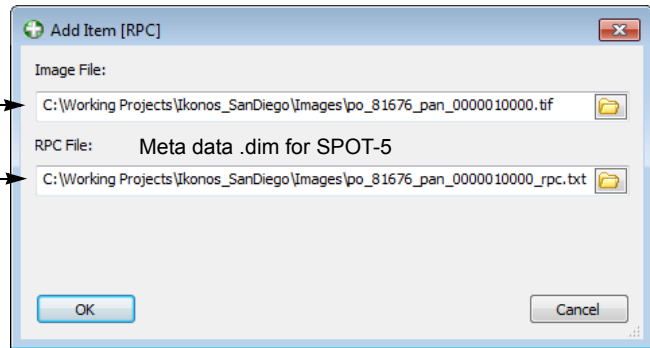 Add Item [RPC]
Image File:
C:\Working Projects\Ikonos_SanDiego\Images\po_81676_pan_0000010000.tif
RPC File: Meta data .dim for SPOT-5
C:\Working Projects\Ikonos_SanDiego\Images\po_81676_pan_0000010000_rpc.txt
OK Cancel